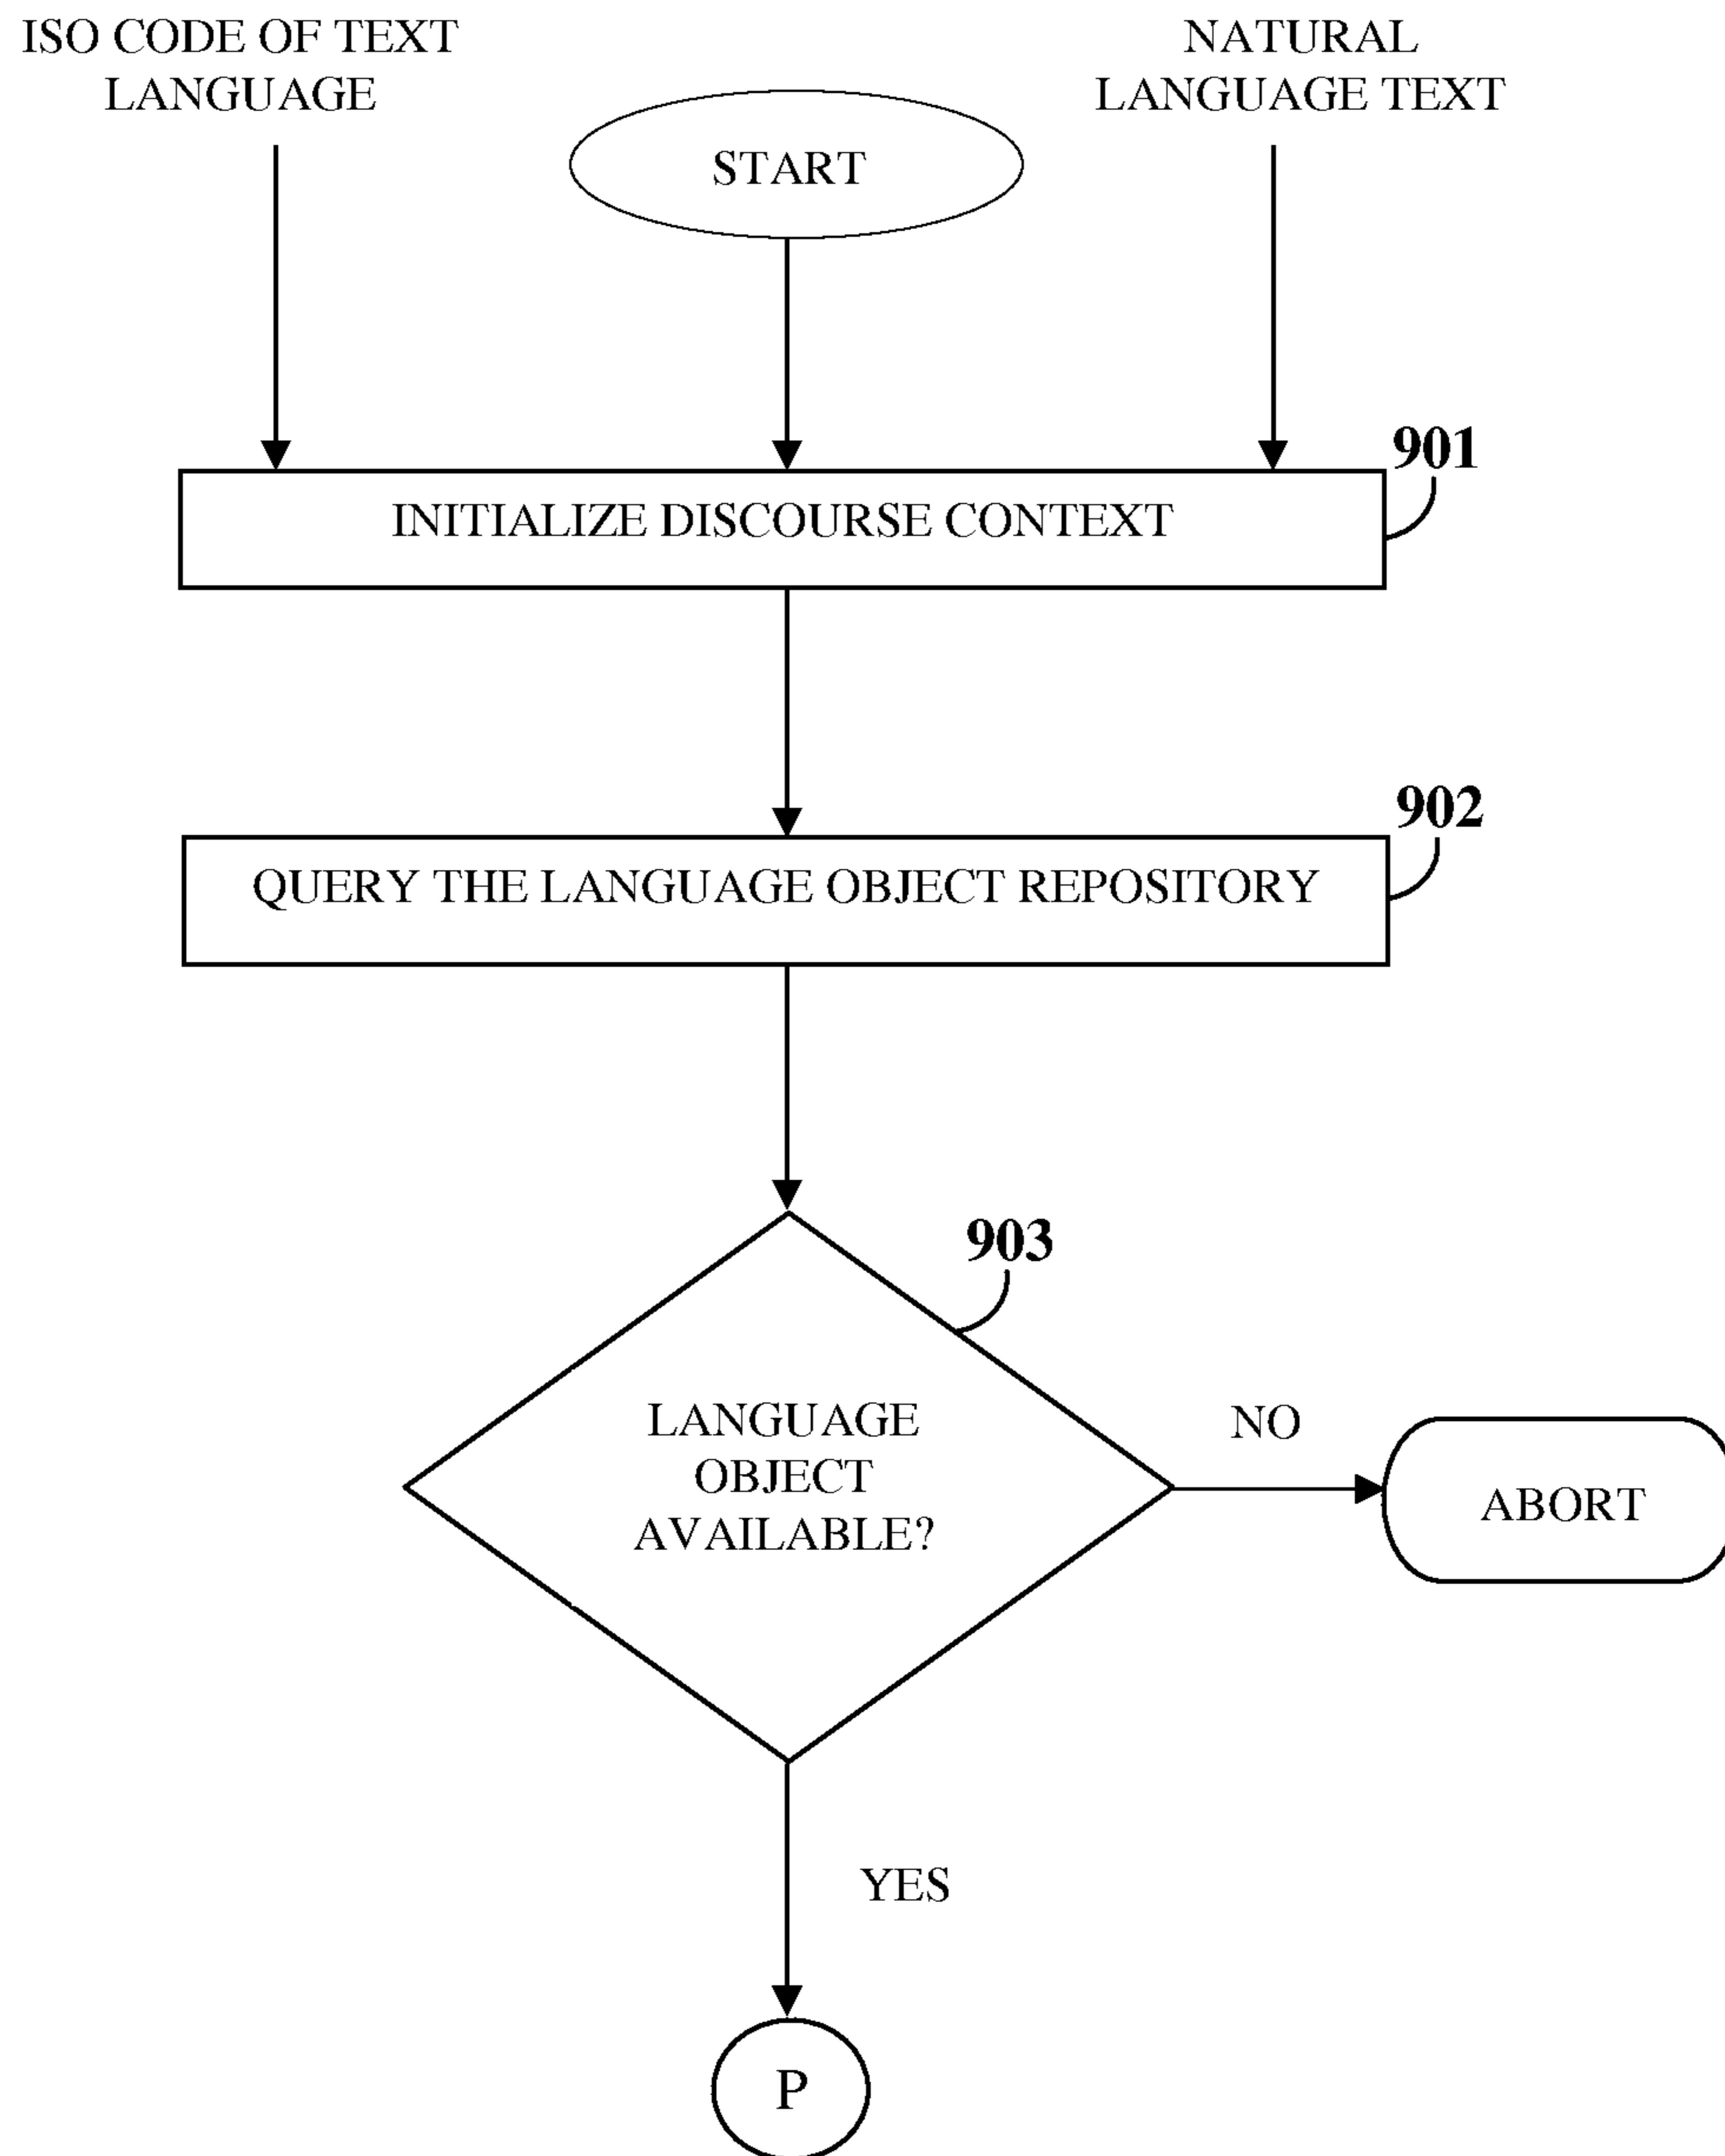 ISO CODE OF TEXT
LANGUAGE
NATURAL
LANGUAGE TEXT
START
901
INITIALIZE DISCOURSE CONTEXT
902
QUERY THE LANGUAGE OBJECT REPOSITORY
903
LANGUAGE
OBJECT
AVAILABLE?
NO
ABORT
YES
P